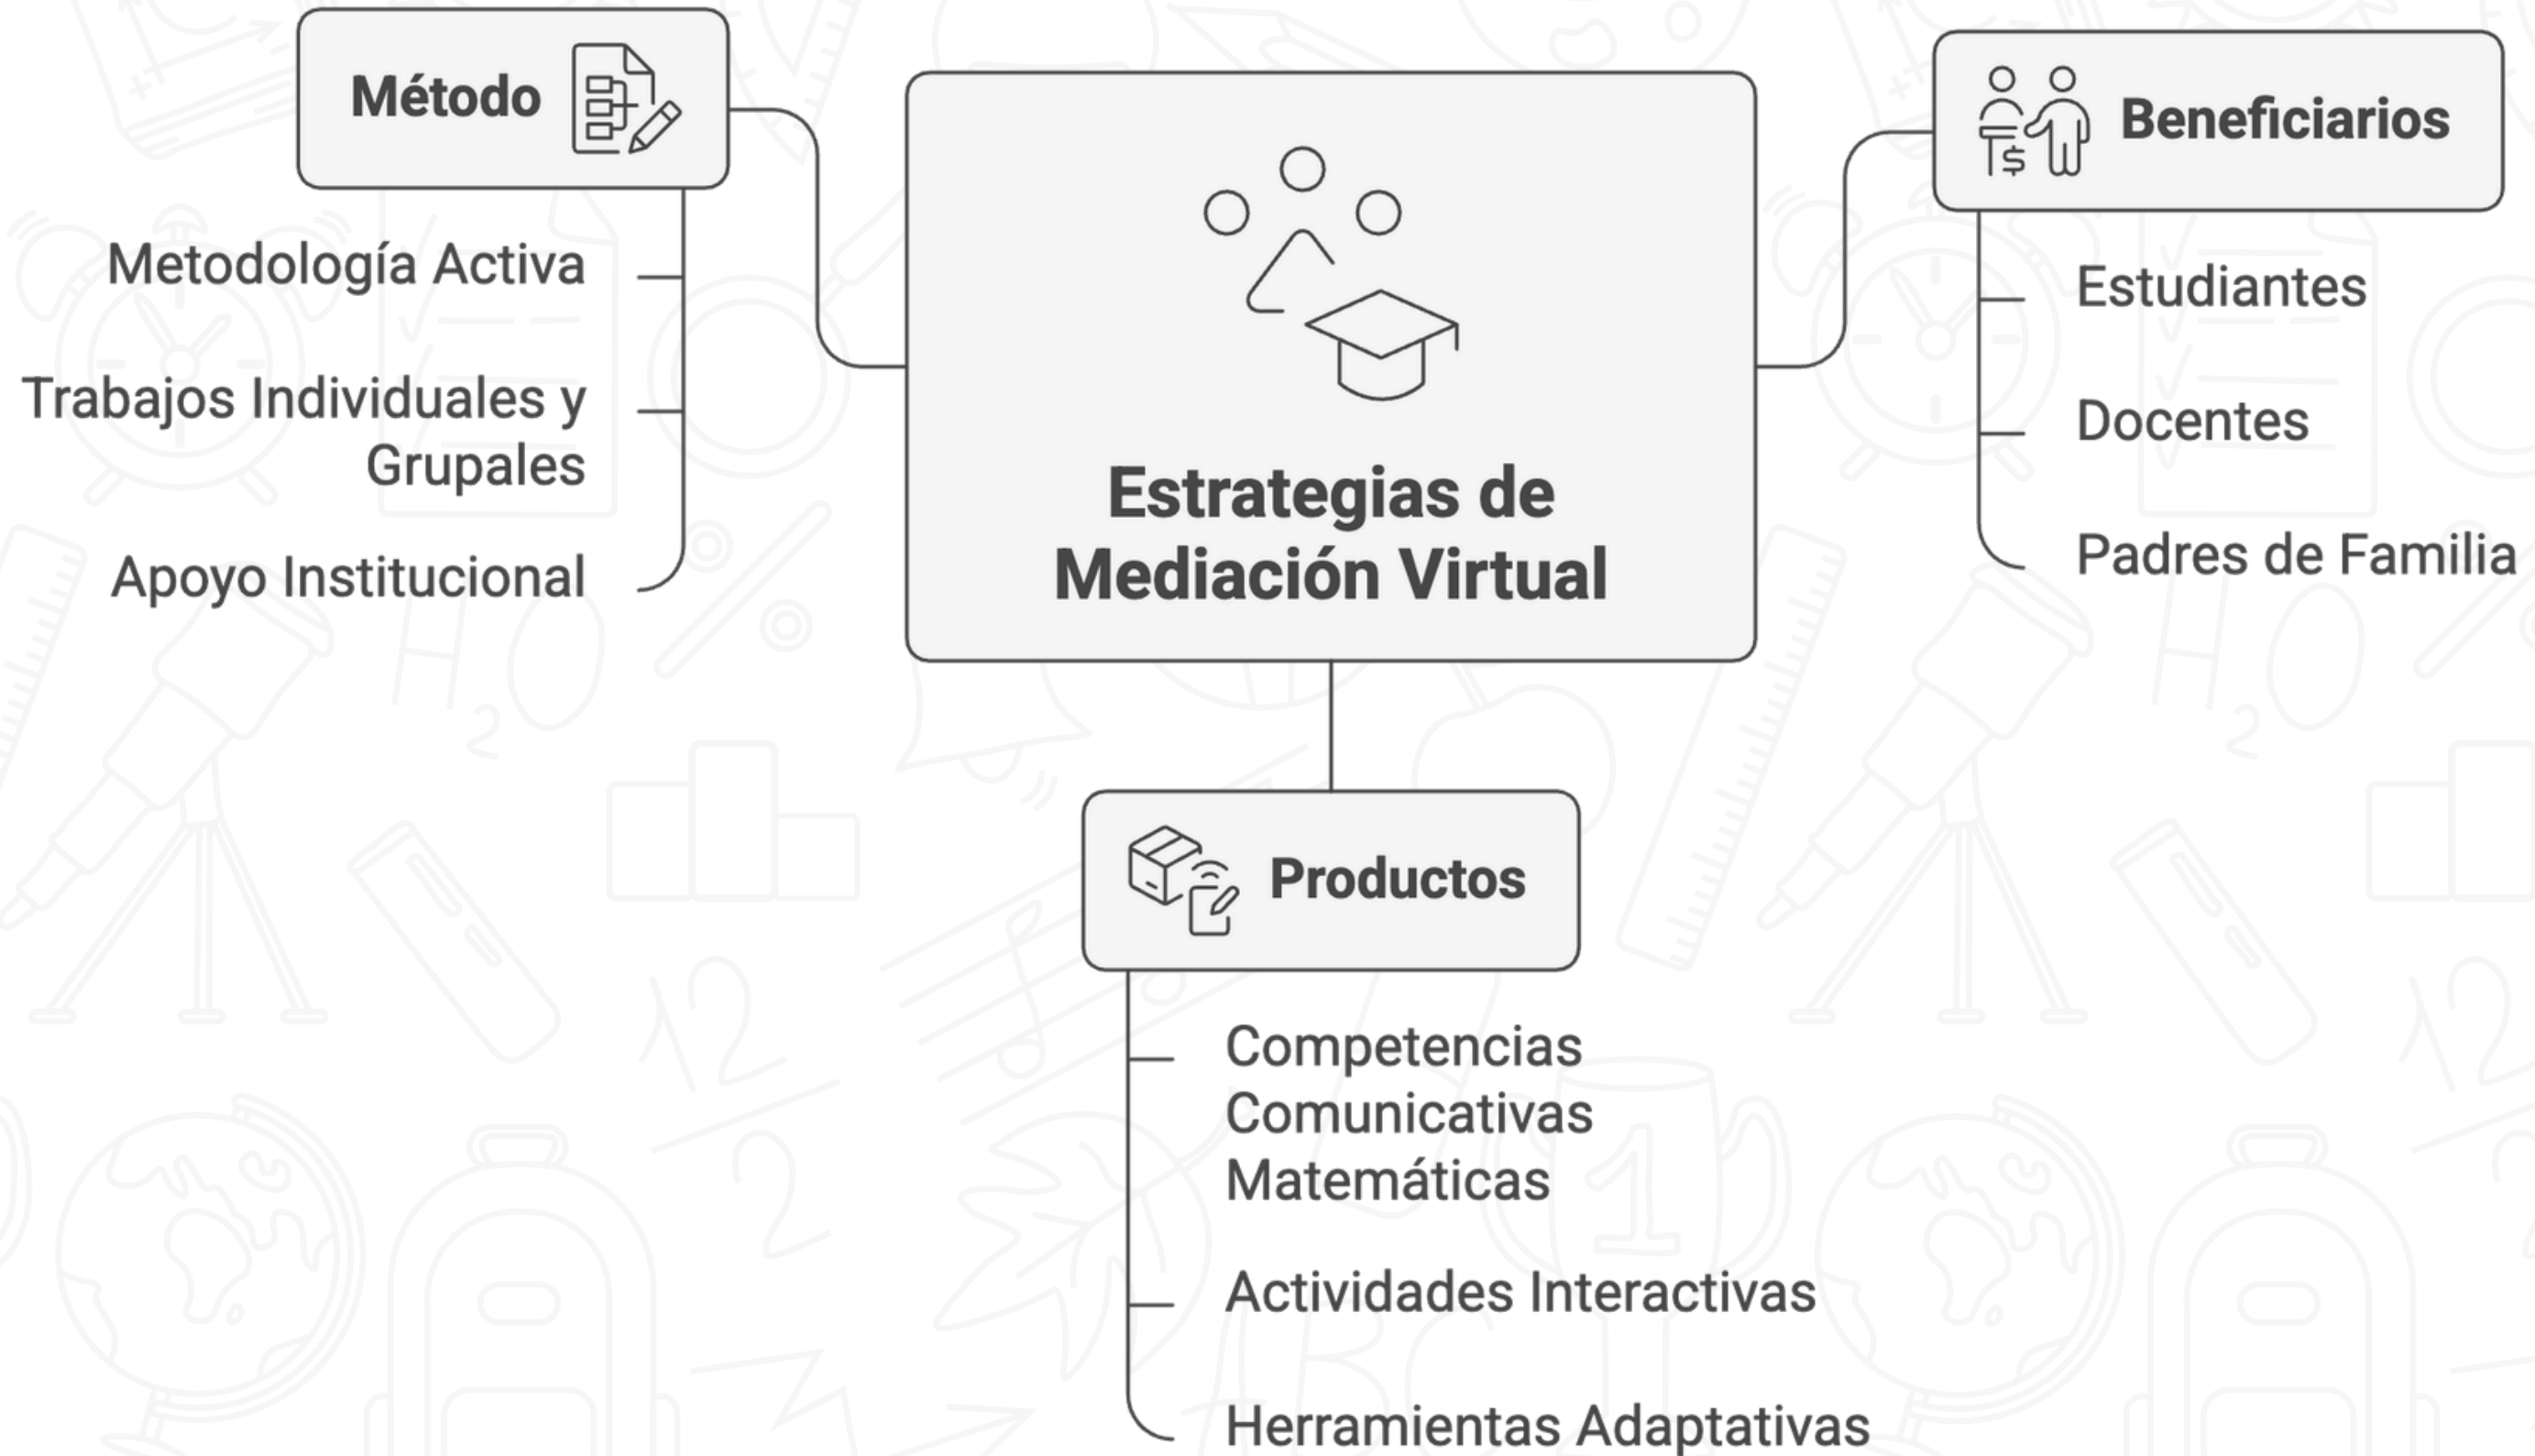 Método
Metodología Activa
Trabajos Individuales y
Grupales
Apoyo Institucional
Estrategias de
Mediación Virtual
Beneficiarios
Estudiantes
Docentes
Padres de Familia
Productos
Competencias
Comunicativas
Matemáticas
Actividades Interactivas
Herramientas Adaptativas